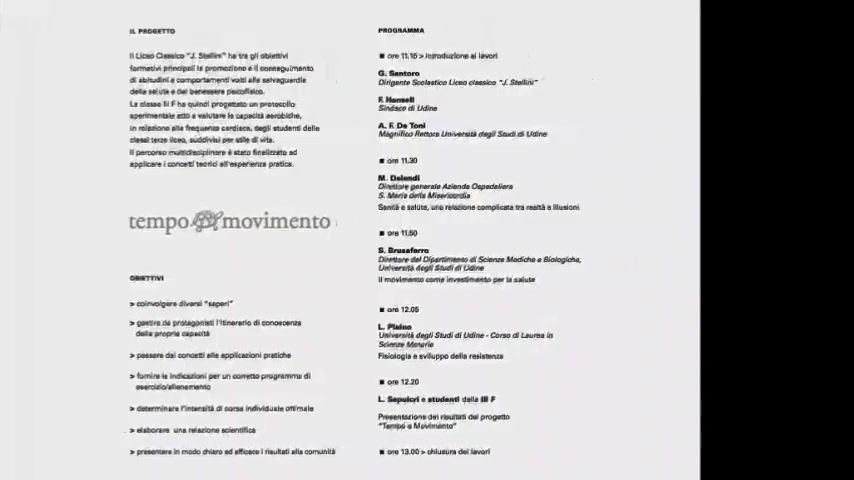 IL PROGETTO
Il Liceo Classico "J. Stellini" ha tra gli obiettivi
formativi principali la promozione e il conseguimento
di abitudini e comportamenti volti alla salvaguardia
della salute e del benessere psicofisico.
La classe III F ha quindi progettato un protocollo
sperimentale atto a valutare le capacità aerobiche,
in relazione alla frequenza cardiaca, degli studenti delle
classi terze liceo, suddivisi per stile di vita.
Il percorso multidisciplinare è stato finalizzato ad
applicare i concetti teorici all'esperienza pratica.
tempo movimento
OBIETTIVI
> coinvolgere diversi "saperi"
> gestire da protagonisti l'itinerario di conoscenza
delle proprie capacità
> passare dai concetti alle applicazioni pratiche
> fornire le indicazioni per un corretto programma di
esercizio/allenamento
> determinare l'intensità di corsa individuale ottimale
> elaborare una relazione scientifica
> presentare in modo chiaro ed efficace i risultati alla comunità
PROGRAMMA
■ ore 11.15 > introduzione ai lavori
G. Santoro
Dirigente Scolastico Liceo classico "J. Stellini"
F. Honsell
Sindaco di Udine
A. F. De Toni
Magnifico Rettore Università degli Studi di Udine
■ ore 11.30
M. Delendi
Direttore generale Azienda Ospedaliera
S. Maria della Misericordia
Sanità e salute, una relazione complicata tra realtà e illusioni
■ ore 11.50
S. Brusaferro
Direttore del Dipartimento di Scienze Mediche e Biologiche,
Università degli Studi di Udine
Il movimento come investimento per la salute
■ ore 12.05
L. Plaino
Università degli Studi di Udine - Corso di Laurea in
Scienze Motorie
Fisiologia e sviluppo della resistenza
■ ore 12.20
L. Sepulcri e studenti della III F
Presentazione dei risultati del progetto
"Tempo e Movimento"
■ ore 13.00 > chiusura dei lavori